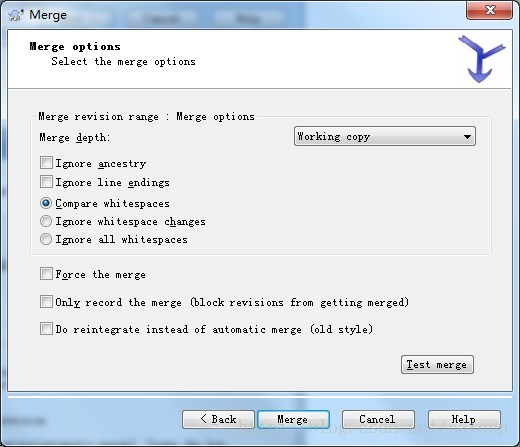 Merge
Merge options
Select the merge options
Merge revision range : Merge options
Merge depth:
Working copy
Ignore ancestry
Ignore line endings
Compare whitespaces
Ignore whitespace changes
Ignore all whitespaces
Force the merge
Only record the merge (block revisions from getting merged)
Do reintegrate instead of automatic merge (old style)
Test merge
< Back
Merge
Cancel
Help